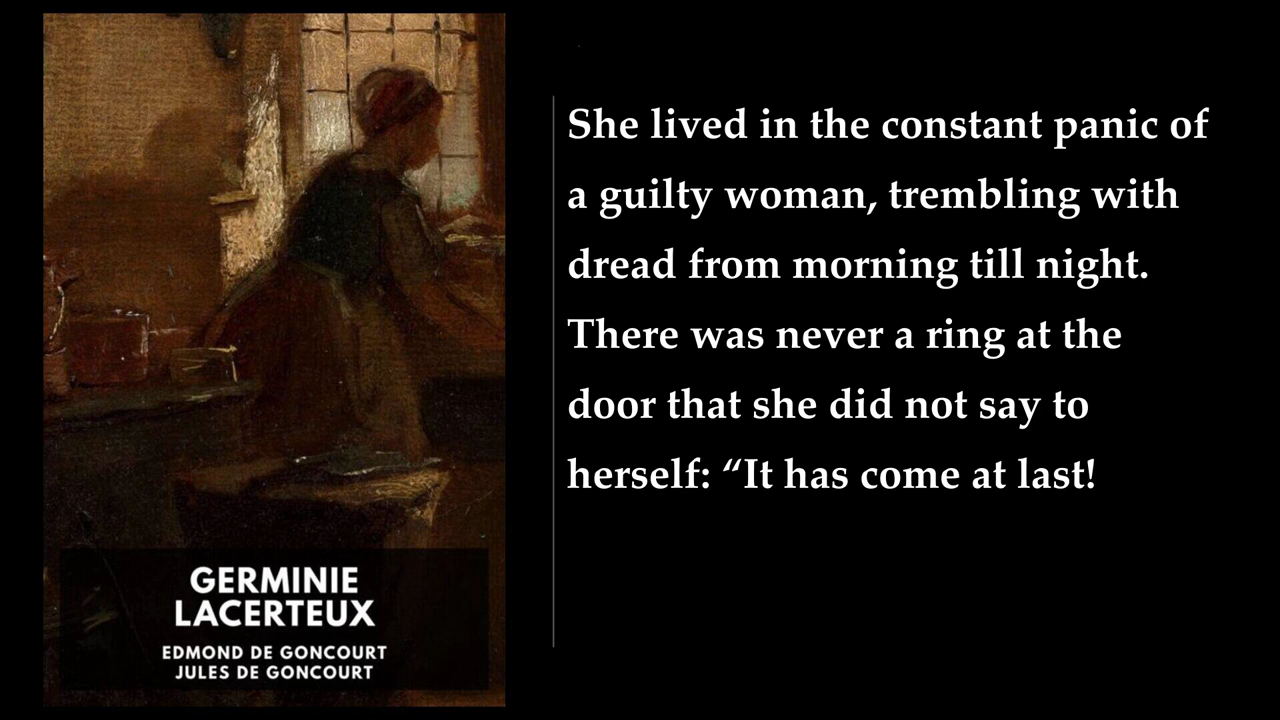 GERMINIE
LACERTEUX
EDMOND DE GONCOURT
JULES DE GONCOURT
She lived in the constant panic of
a guilty woman, trembling with
dread from morning till night.
There was never a ring at the
door that she did not say to
herself: “It has come at last!